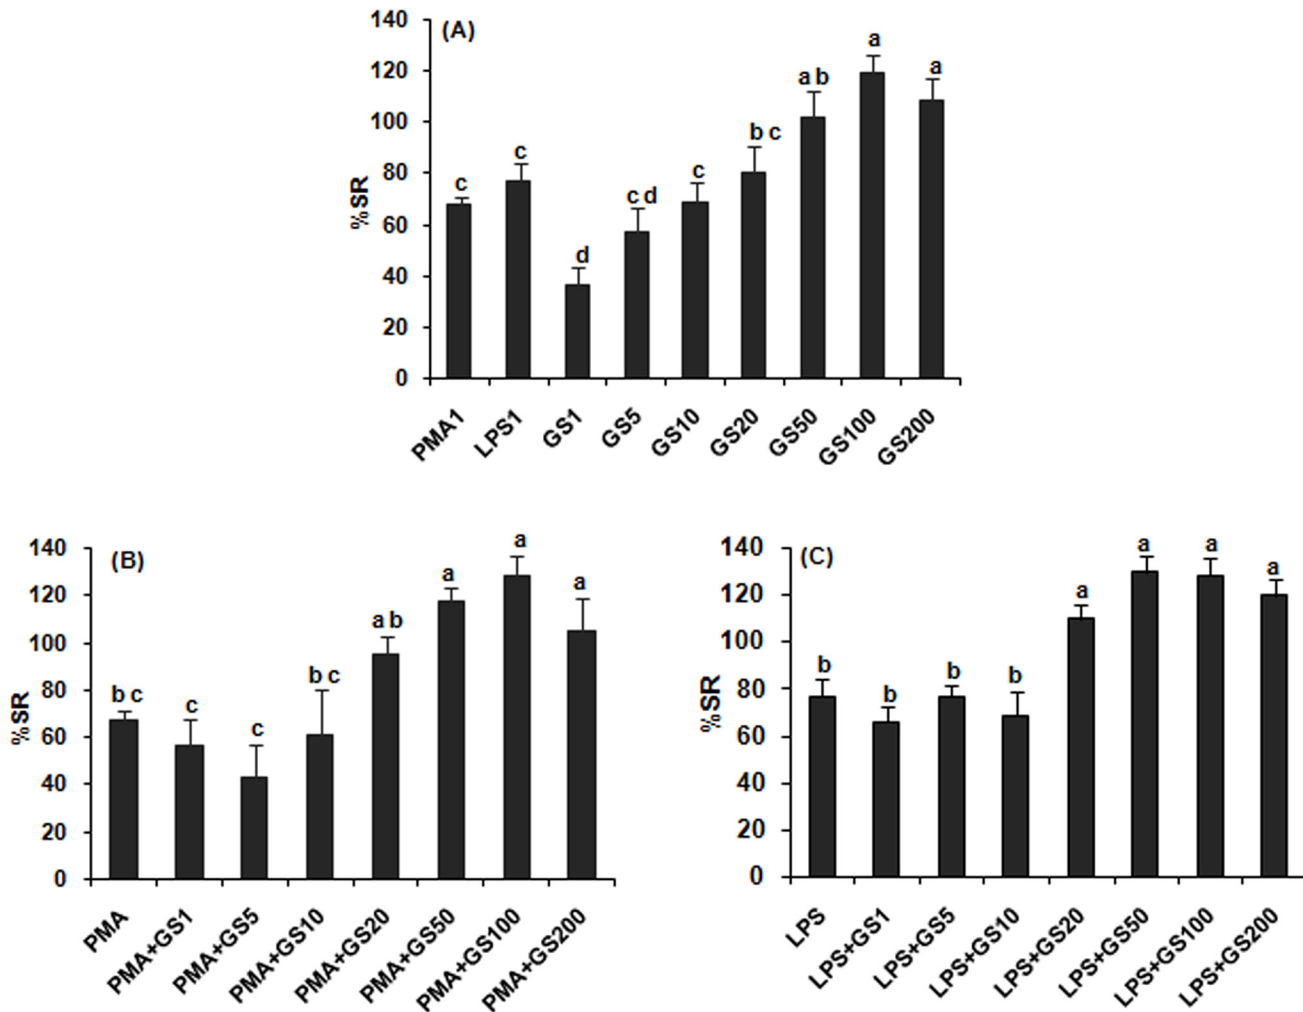 (A)
%SR
140
120
100
80
60
40
20
0
c
c
d
c d
c
b c
a b
a
a
PMA1
LPS1
GS1
GS5
GS10
GS20
GS50
GS100
GS200
(B)
%SR
140
120
100
80
60
40
20
0
b c
c
c
b c
a b
a
a
a
PMA
PMA+GS1
PMA+GS5
PMA+GS10
PMA+GS20
PMA+GS50
PMA+GS100
PMA+GS200
(C)
%SR
140
120
100
80
60
40
20
0
b
b
b
b
a
a
a
a
LPS
LPS+GS1
LPS+GS5
LPS+GS10
LPS+GS20
LPS+GS50
LPS+GS100
LPS+GS200